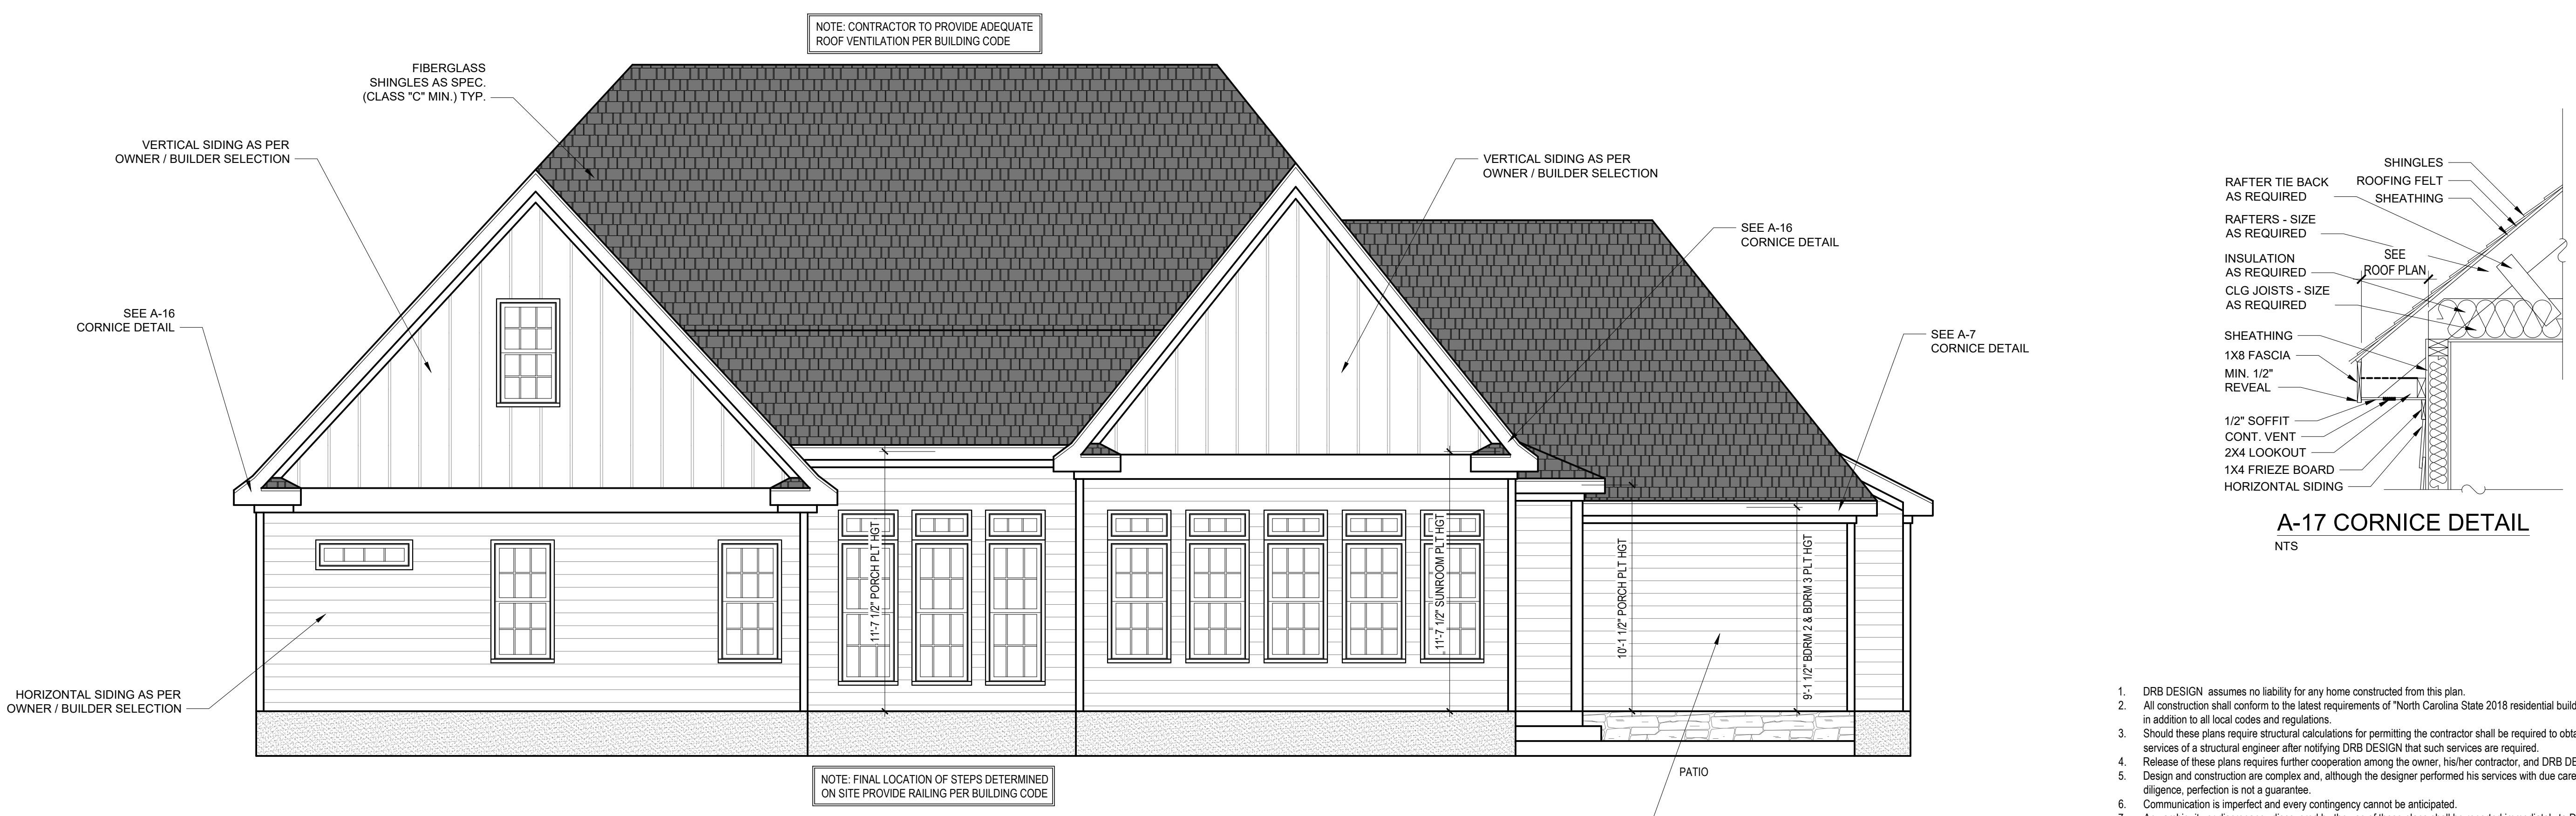 NOTE: CONTRACTOR TO PROVIDE ADEQUATE
ROOF VENTILATION PER BUILDING CODE
FIBERGLASS
SHINGLES AS SPEC.
(CLASS "C" MIN.) TYP.
VERTICAL SIDING AS PER
OWNER / BUILDER SELECTION
VERTICAL SIDING AS PER
OWNER / BUILDER SELECTION
SEE A-16
CORNICE DETAIL
SEE A-16
CORNICE DETAIL
SEE A-7
CORNICE DETAIL
HORIZONTAL SIDING AS PER
OWNER / BUILDER SELECTION
11'-7 1/2" PORCH PLT HGT
11'-7 1/2" SUNROOM PLT HGT
10'-1 1/2" PORCH PLT HGT
9'-1 1/2" BDRM 2 & BDRM 3 PLT HGT
NOTE: FINAL LOCATION OF STEPS DETERMINED
ON SITE PROVIDE RAILING PER BUILDING CODE
PATIO
SHINGLES
ROOFING FELT
SHEATHING
RAFTER TIE BACK
AS REQUIRED
RAFTERS - SIZE
AS REQUIRED
SEE
ROOF PLAN
INSULATION
AS REQUIRED
CLG JOISTS - SIZE
AS REQUIRED
SHEATHING
1X8 FASCIA
MIN. 1/2"
REVEAL
1/2" SOFFIT
CONT. VENT
2X4 LOOKOUT
1X4 FRIEZE BOARD
HORIZONTAL SIDING
A-17 CORNICE DETAIL
NTS
1. DRB DESIGN assumes no liability for any home constructed from this plan.
2. All construction shall conform to the latest requirements of "North Carolina State 2018 residential build
in addition to all local codes and regulations.
3. Should these plans require structural calculations for permitting the contractor shall be required to obta
services of a structural engineer after notifying DRB DESIGN that such services are required.
4. Release of these plans requires further cooperation among the owner, his/her contractor, and DRB DE
5. Design and construction are complex and, although the designer performed his services with due care
diligence, perfection is not a guarantee.
6. Communication is imperfect and every contingency cannot be anticipated.